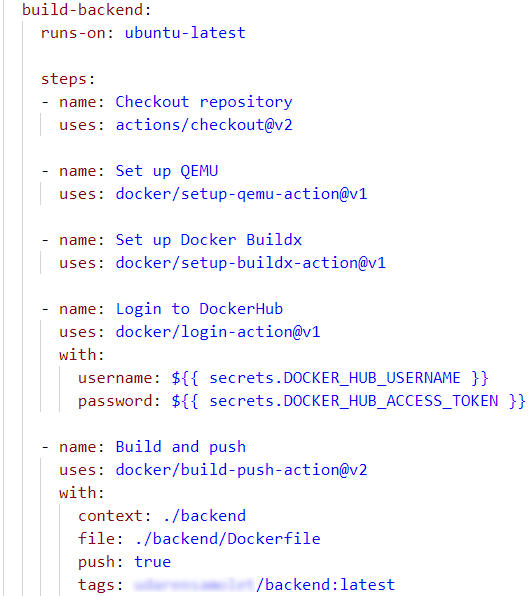 build-backend:
runs-on: ubuntu-latest
steps:
- name: Checkout repository
uses: actions/checkout@v2
- name: Set up QEMU
uses: docker/setup-qemu-action@v1
- name: Set up Docker Buildx
uses: docker/setup-buildx-action@v1
- name: Login to DockerHub
uses: docker/login-action@v1
with:
username: ${{ secrets.DOCKER_HUB_USERNAME }}
password: ${{ secrets.DOCKER_HUB_ACCESS_TOKEN }}
- name: Build and push
uses: docker/build-push-action@v2
with:
context: ./backend
file: ./backend/Dockerfile
push: true
tags: /backend:latest